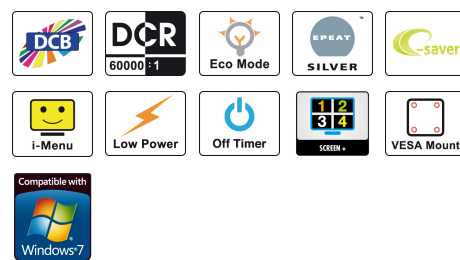 DCB
DCR
60000:1
Eco Mode
EPEAT
™
SILVER
e-saver
i-Menu
Low Power
Off Timer
1 2
3 4
SCREEN +
VESA Mount
Compatible with
Windows®7